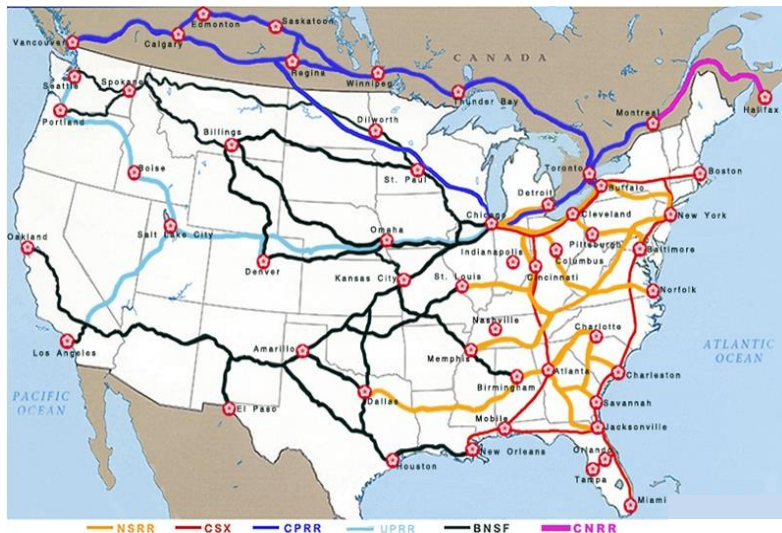 Edmonton
Saskatoon
Vancouver
Calgary
CANADA
Regina
Winnipeg
Thunder Bay
Seattle
Spokane
Montreal
Halifax
Portland
Dilworth
Billings
Toronto
Boston
Boise
St. Paul
Detroit
Buffalo
Chicago
Cleveland
New York
Oakland
Salt Lake City
Omaha
Pittsburgh
Baltimore
Indianapolis
Columbus
Denver
Kansas City
St. Louis
Cincinnati
Norfolk
Nashville
Charlotte
Los Angeles
Amarillo
Memphis
ATLANTIC
OCEAN
Atlanta
Charleston
Birmingham
PACIFIC
OCEAN
Dallas
Savannah
El Paso
Mobile
Jacksonville
New Orleans
Houston
Orlando
Tampa
Miami
NSRR
CSX
CPRR
UPRR
BNSF
CNRR